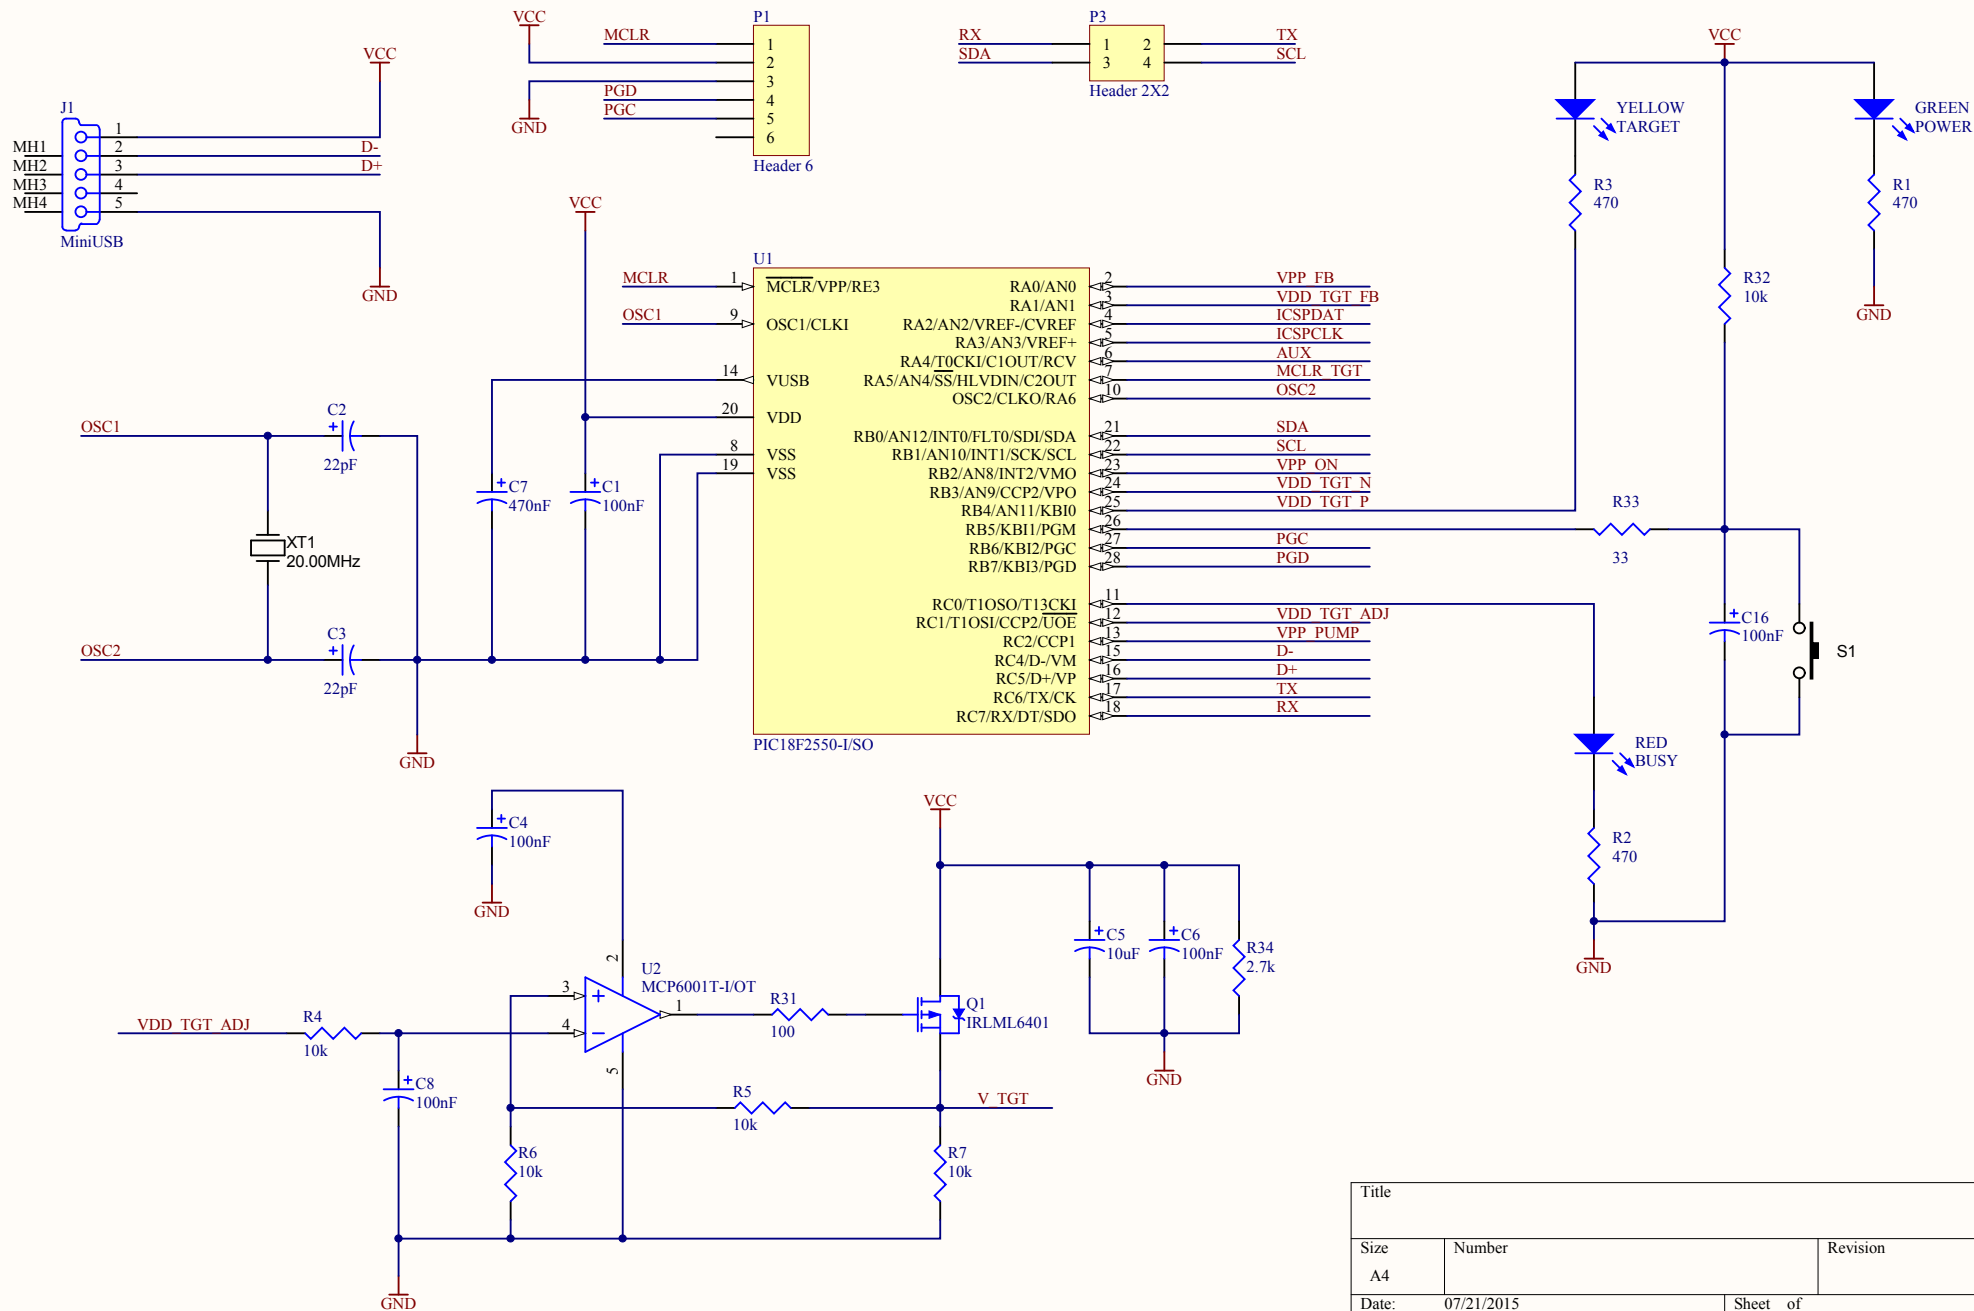 VCC
J1
1
2
3
4
5
MH1
MH2
MH3
MH4
D-
D+
MiniUSB
GND
VCC
GND
P1
MCLR
PGD
PGC
1
2
3
4
5
6
Header 6
P3
RX
SDA
1 2
3 4
TX
SCL
Header 2X2
VCC
YELLOW
TARGET
GREEN
POWER
R3
470
R1
470
R32
10k
GND
VCC
U1
MCLR 1 MCLR/VPP/RE3
OSC1 9 OSC1/CLKI
14 VUSB
20 VDD
8 VSS
19 VSS
RA0/AN0 2 VPP_FB
RA1/AN1 3 VDD_TGT_FB
RA2/AN2/VREF-/CVREF 4 ICSPDAT
RA3/AN3/VREF+ 5 ICSPCLK
RA4/T0CKI/C1OUT/RCV 6 AUX
RA5/AN4/SS/HLVDIN/C2OUT 7 MCLR_TGT
OSC2/CLKO/RA6 10 OSC2
RB0/AN12/INT0/FLT0/SDI/SDA 21 SDA
RB1/AN10/INT1/SCK/SCL 22 SCL
RB2/AN8/INT2/VMO 23 VPP_ON
RB3/AN9/CCP2/VPO 24 VDD_TGT_N
RB4/AN11/KBI0 25 VDD_TGT_P
RB5/KBI1/PGM 26
RB6/KBI2/PGC 27 PGC
RB7/KBI3/PGD 28 PGD
RC0/T1OSO/T13CKI 11
RC1/T1OSI/CCP2/UOE 12 VDD_TGT_ADJ
RC2/CCP1 13 VPP_PUMP
RC4/D-/VM 15 D-
RC5/D+/VP 16 D+
RC6/TX/CK 17 TX
RC7/RX/DT/SDO 18 RX
PIC18F2550-I/SO
OSC1
C2
+
22pF
XT1
20.00MHz
OSC2
C3
+
22pF
+ C7
470nF
+ C1
100nF
GND
R33
33
+ C16
100nF
S1
RED
BUSY
R2
470
GND
+ C4
100nF
GND
VDD_TGT_ADJ
R4
10k
+ C8
100nF
2
U2
MCP6001T-I/OT
3 +
4 −
1
5
R31
100
VCC
Q1
IRLML6401
+ C5
10uF
+ C6
100nF
R34
2.7k
GND
R5
10k
V_TGT
R6
10k
R7
10k
GND
Title
Size
A4
Number
Revision
Date: 07/21/2015
Sheet of